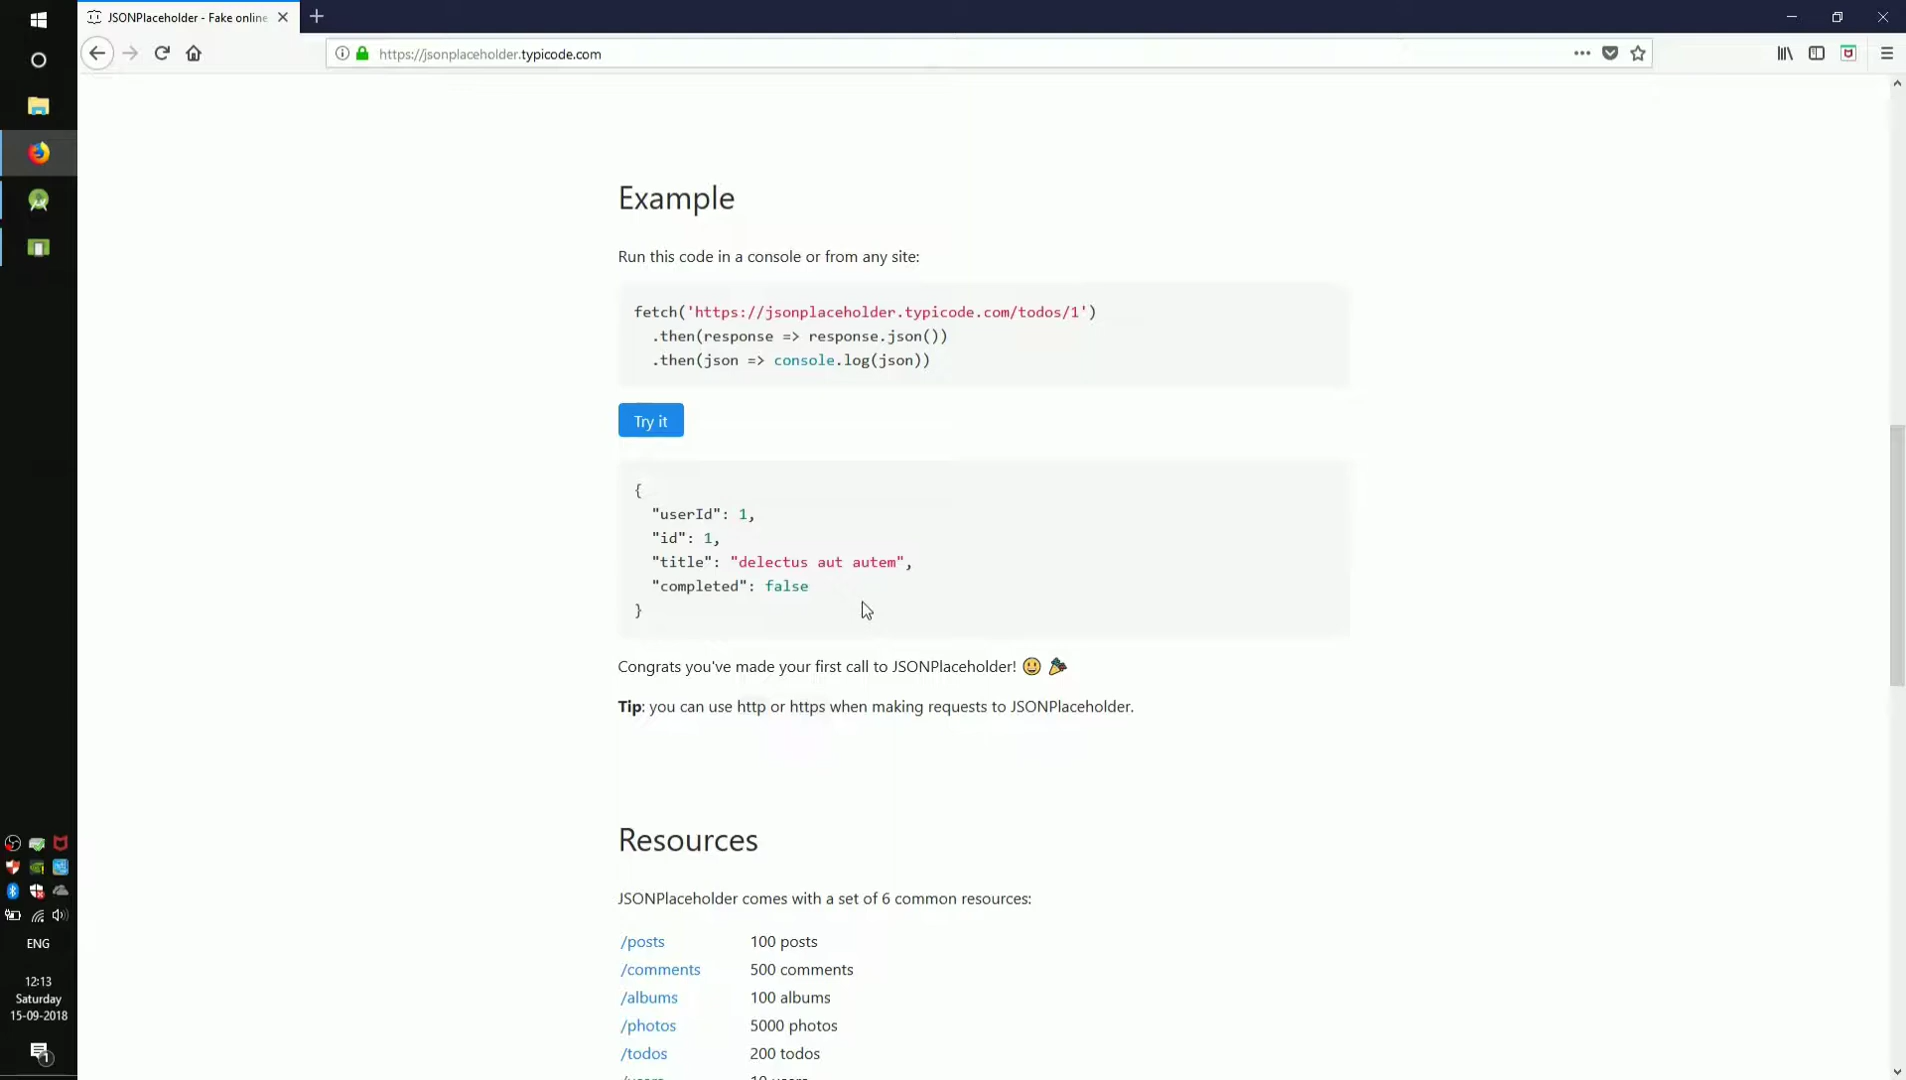 JSONPlaceholder - Fake online
https://jsonplaceholder.typicode.com
Example
Run this code in a console or from any site:
fetch('https://jsonplaceholder.typicode.com/todos/1')
.then(response => response.json())
.then(json => console.log(json))
Try it
{
"userId": 1,
"id": 1,
"title": "delectus aut autem",
"completed": false
}
Congrats you've made your first call to JSONPlaceholder! 😃 🎉
Tip: you can use http or https when making requests to JSONPlaceholder.
Resources
JSONPlaceholder comes with a set of 6 common resources:
/posts 100 posts
/comments 500 comments
/albums 100 albums
/photos 5000 photos
/todos 200 todos
ENG
12:13
Saturday
15-09-2018
1